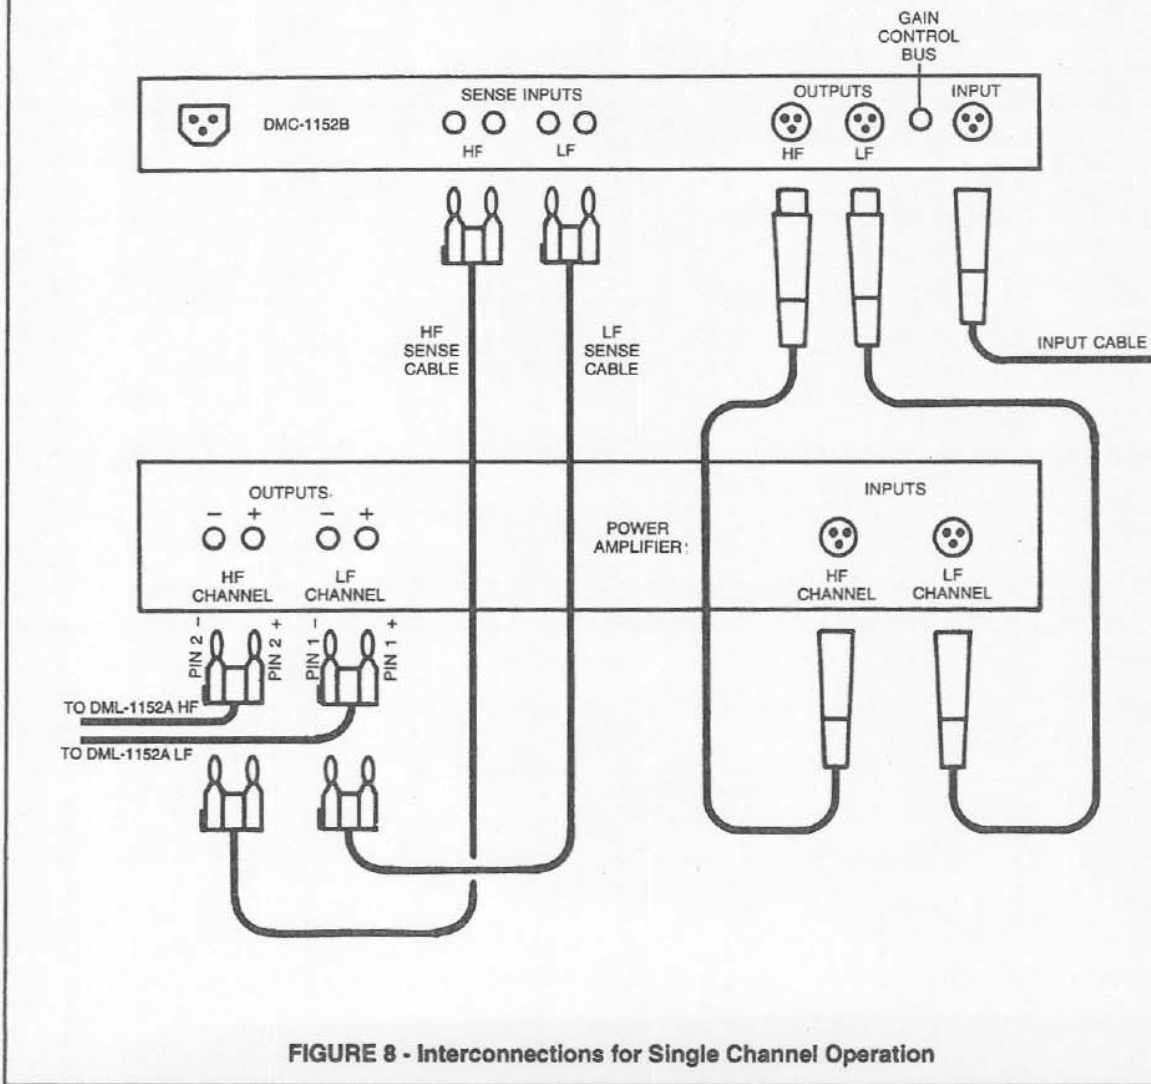 GAIN
CONTROL
BUS
SENSE INPUTS
OUTPUTS
INPUT
DMC-1152B
HF
LF
HF
LF
HF
SENSE
CABLE
LF
SENSE
CABLE
INPUT CABLE
OUTPUTS
INPUTS
- + - +
POWER
AMPLIFIER
HF
CHANNEL
LF
CHANNEL
HF
CHANNEL
LF
CHANNEL
PIN 2 -
PIN 2 +
PIN 1 -
PIN 1 +
TO DML-1152A HF
TO DML-1152A LF
FIGURE 8 - Interconnections for Single Channel Operation